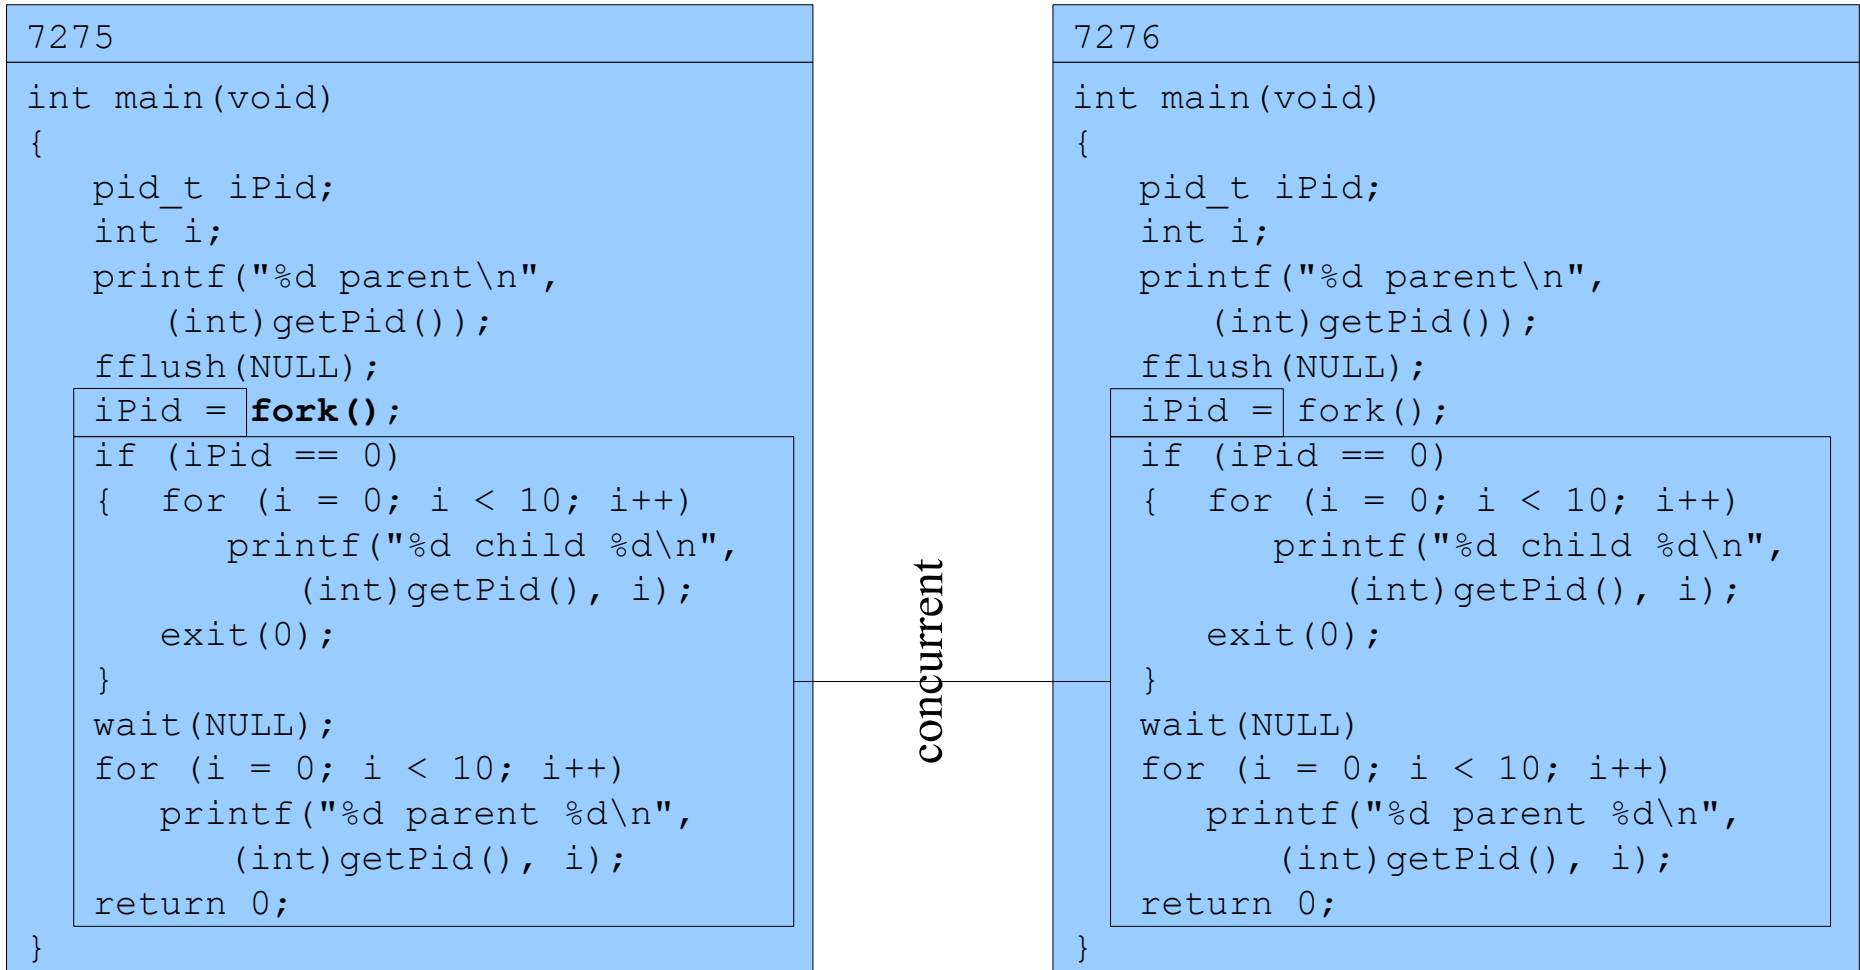 7275
int main(void)
{
   pid_t iPid;
   int i;
   printf("%d parent\n",
      (int)getPid());
   fflush(NULL);
   iPid = fork();
   if (iPid == 0)
   {  for (i = 0; i < 10; i++)
         printf("%d child %d\n",
            (int)getPid(), i);
      exit(0);
   }
   wait(NULL);
   for (i = 0; i < 10; i++)
      printf("%d parent %d\n",
         (int)getPid(), i);
   return 0;
}
concurrent
7276
int main(void)
{
   pid_t iPid;
   int i;
   printf("%d parent\n",
      (int)getPid());
   fflush(NULL);
   iPid = fork();
   if (iPid == 0)
   {  for (i = 0; i < 10; i++)
         printf("%d child %d\n",
            (int)getPid(), i);
      exit(0);
   }
   wait(NULL)
   for (i = 0; i < 10; i++)
      printf("%d parent %d\n",
         (int)getPid(), i);
   return 0;
}